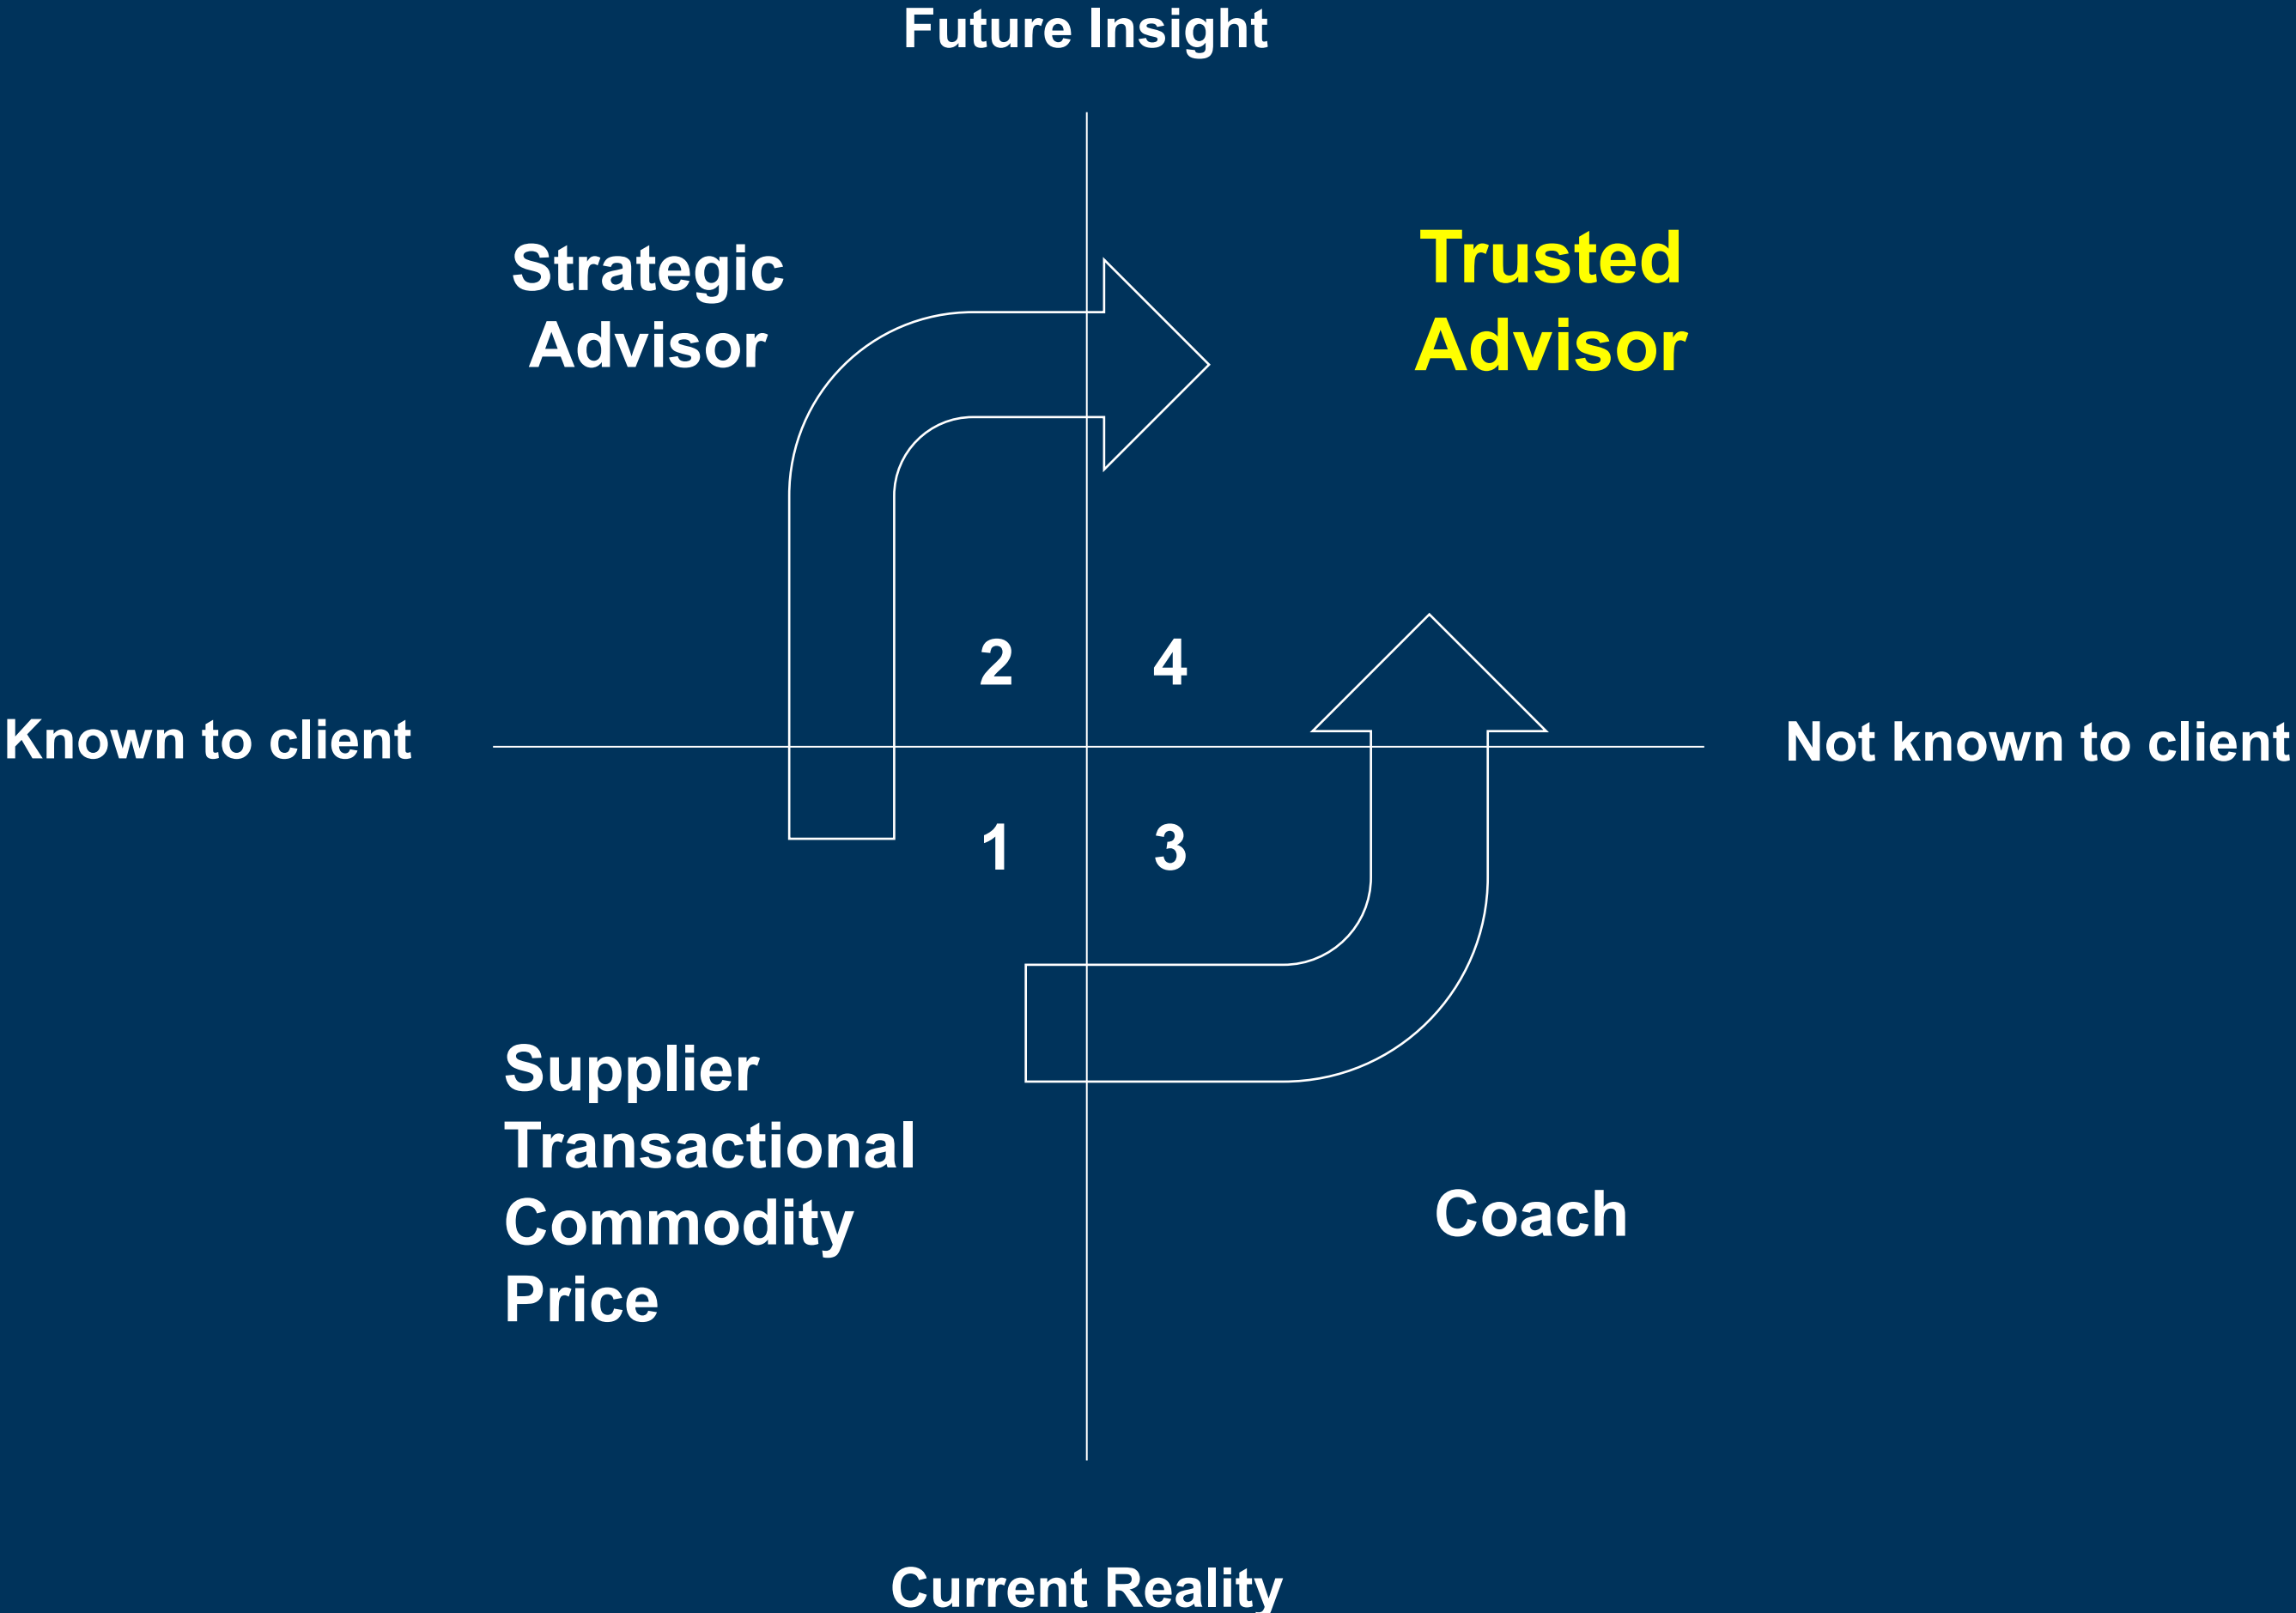 Future Insight
Strategic
Advisor
Trusted
Advisor
2
4
Known to client
Not known to client
1
3
Supplier
Transactional
Commodity
Price
Coach
Current Reality